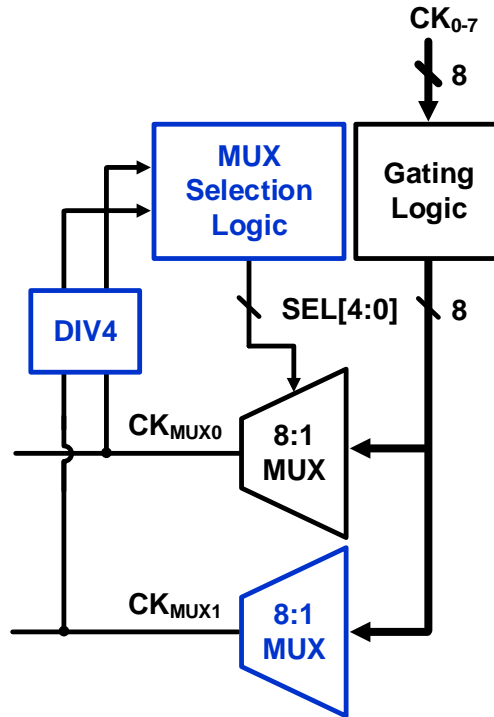 CK0-7
8
MUX
Selection
Logic
Gating
Logic
SEL[4:0]
8
DIV4
CKMUX0
8:1
MUX
CKMUX1
8:1
MUX